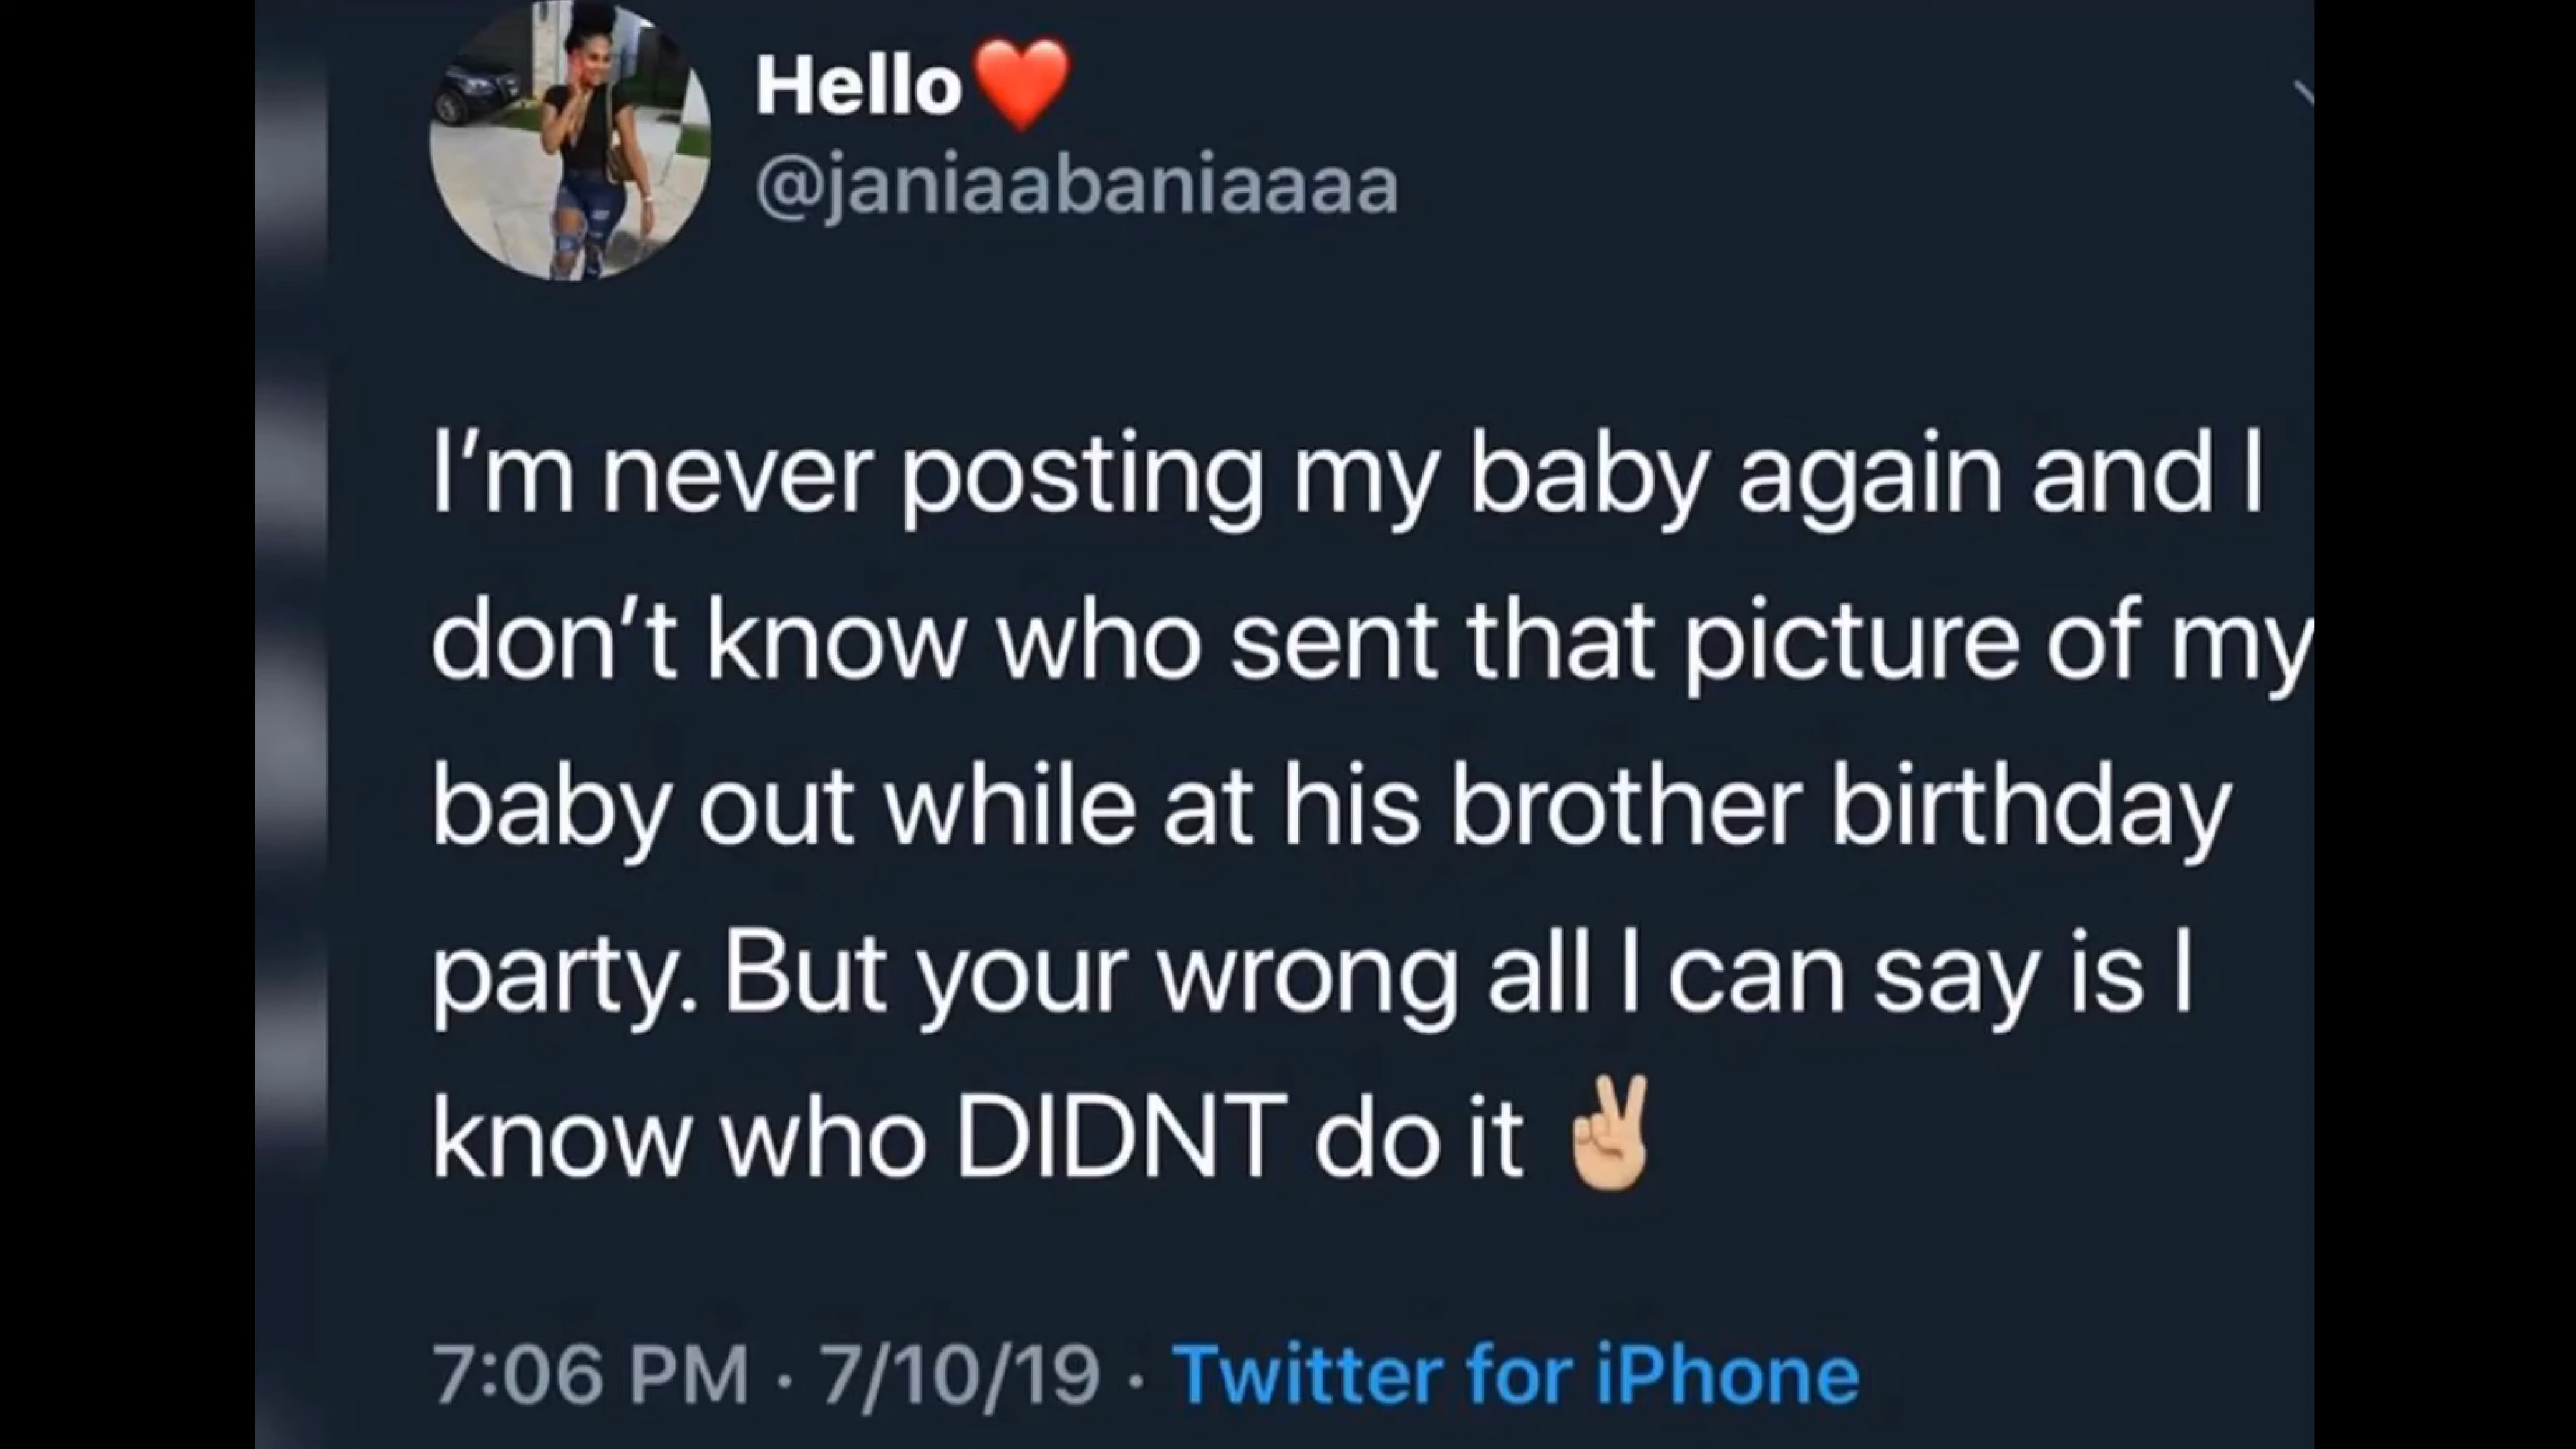 Hello❤️
@janiaabaniaaaa
I'm never posting my baby again and I
don't know who sent that picture of my
baby out while at his brother birthday
party. But your wrong all I can say is I
know who DIDNT do it ✌🏼
7:06 PM · 7/10/19 · Twitter for iPhone